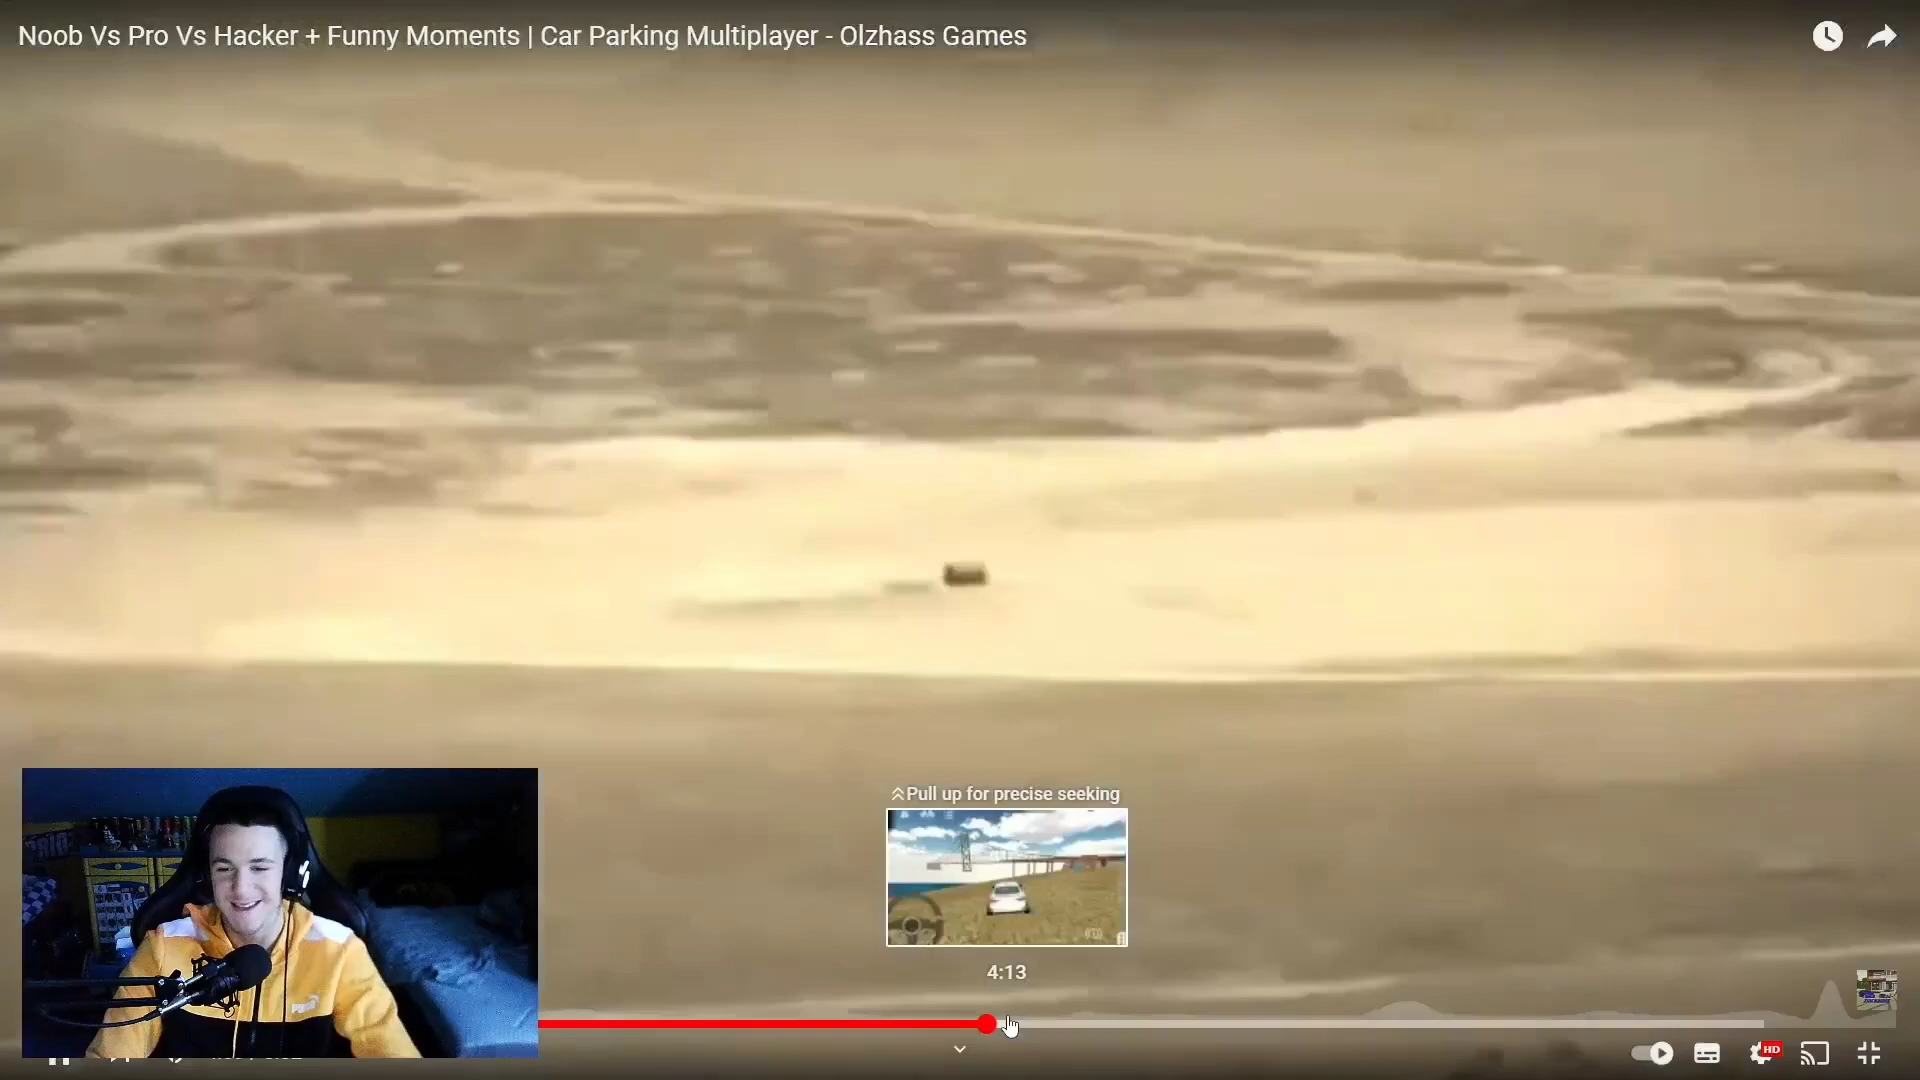 Noob Vs Pro Vs Hacker + Funny Moments | Car Parking Multiplayer - Olzhass Games
Pull up for precise seeking
4:13
HD